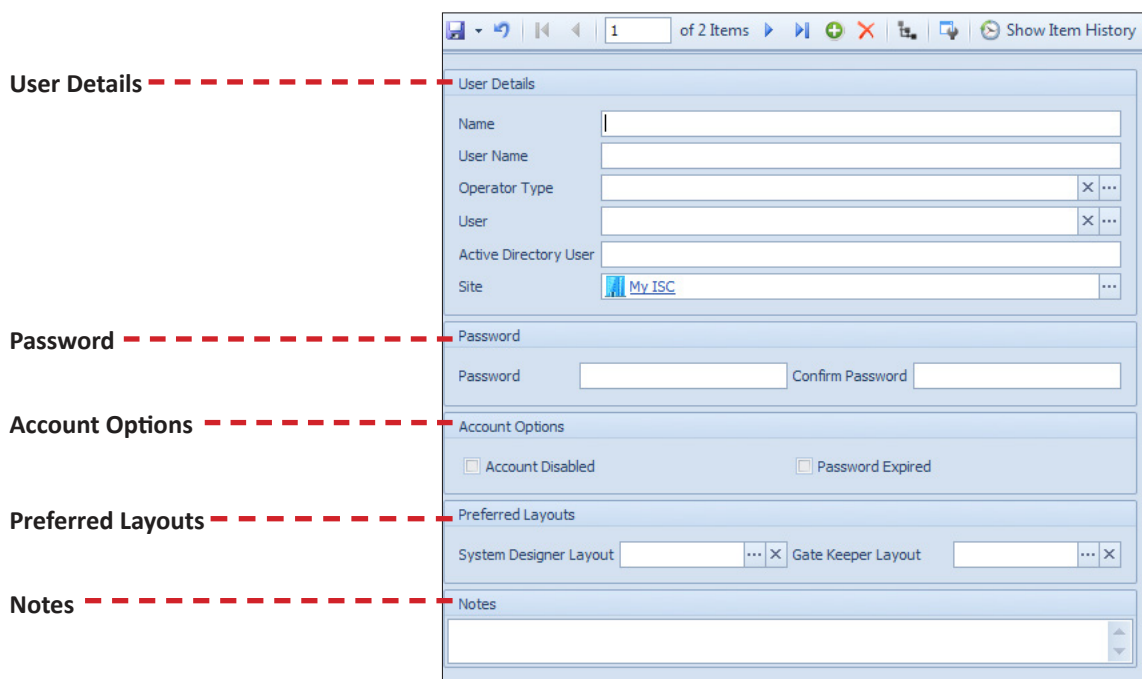 1 of 2 Items Show Item History
User Details User Details
Name
User Name
Operator Type
User
Active Directory User
Site My ISC
Password Password
Password Confirm Password
Account Options Account Options
Account Disabled Password Expired
Preferred Layouts Preferred Layouts
System Designer Layout Gate Keeper Layout
Notes Notes